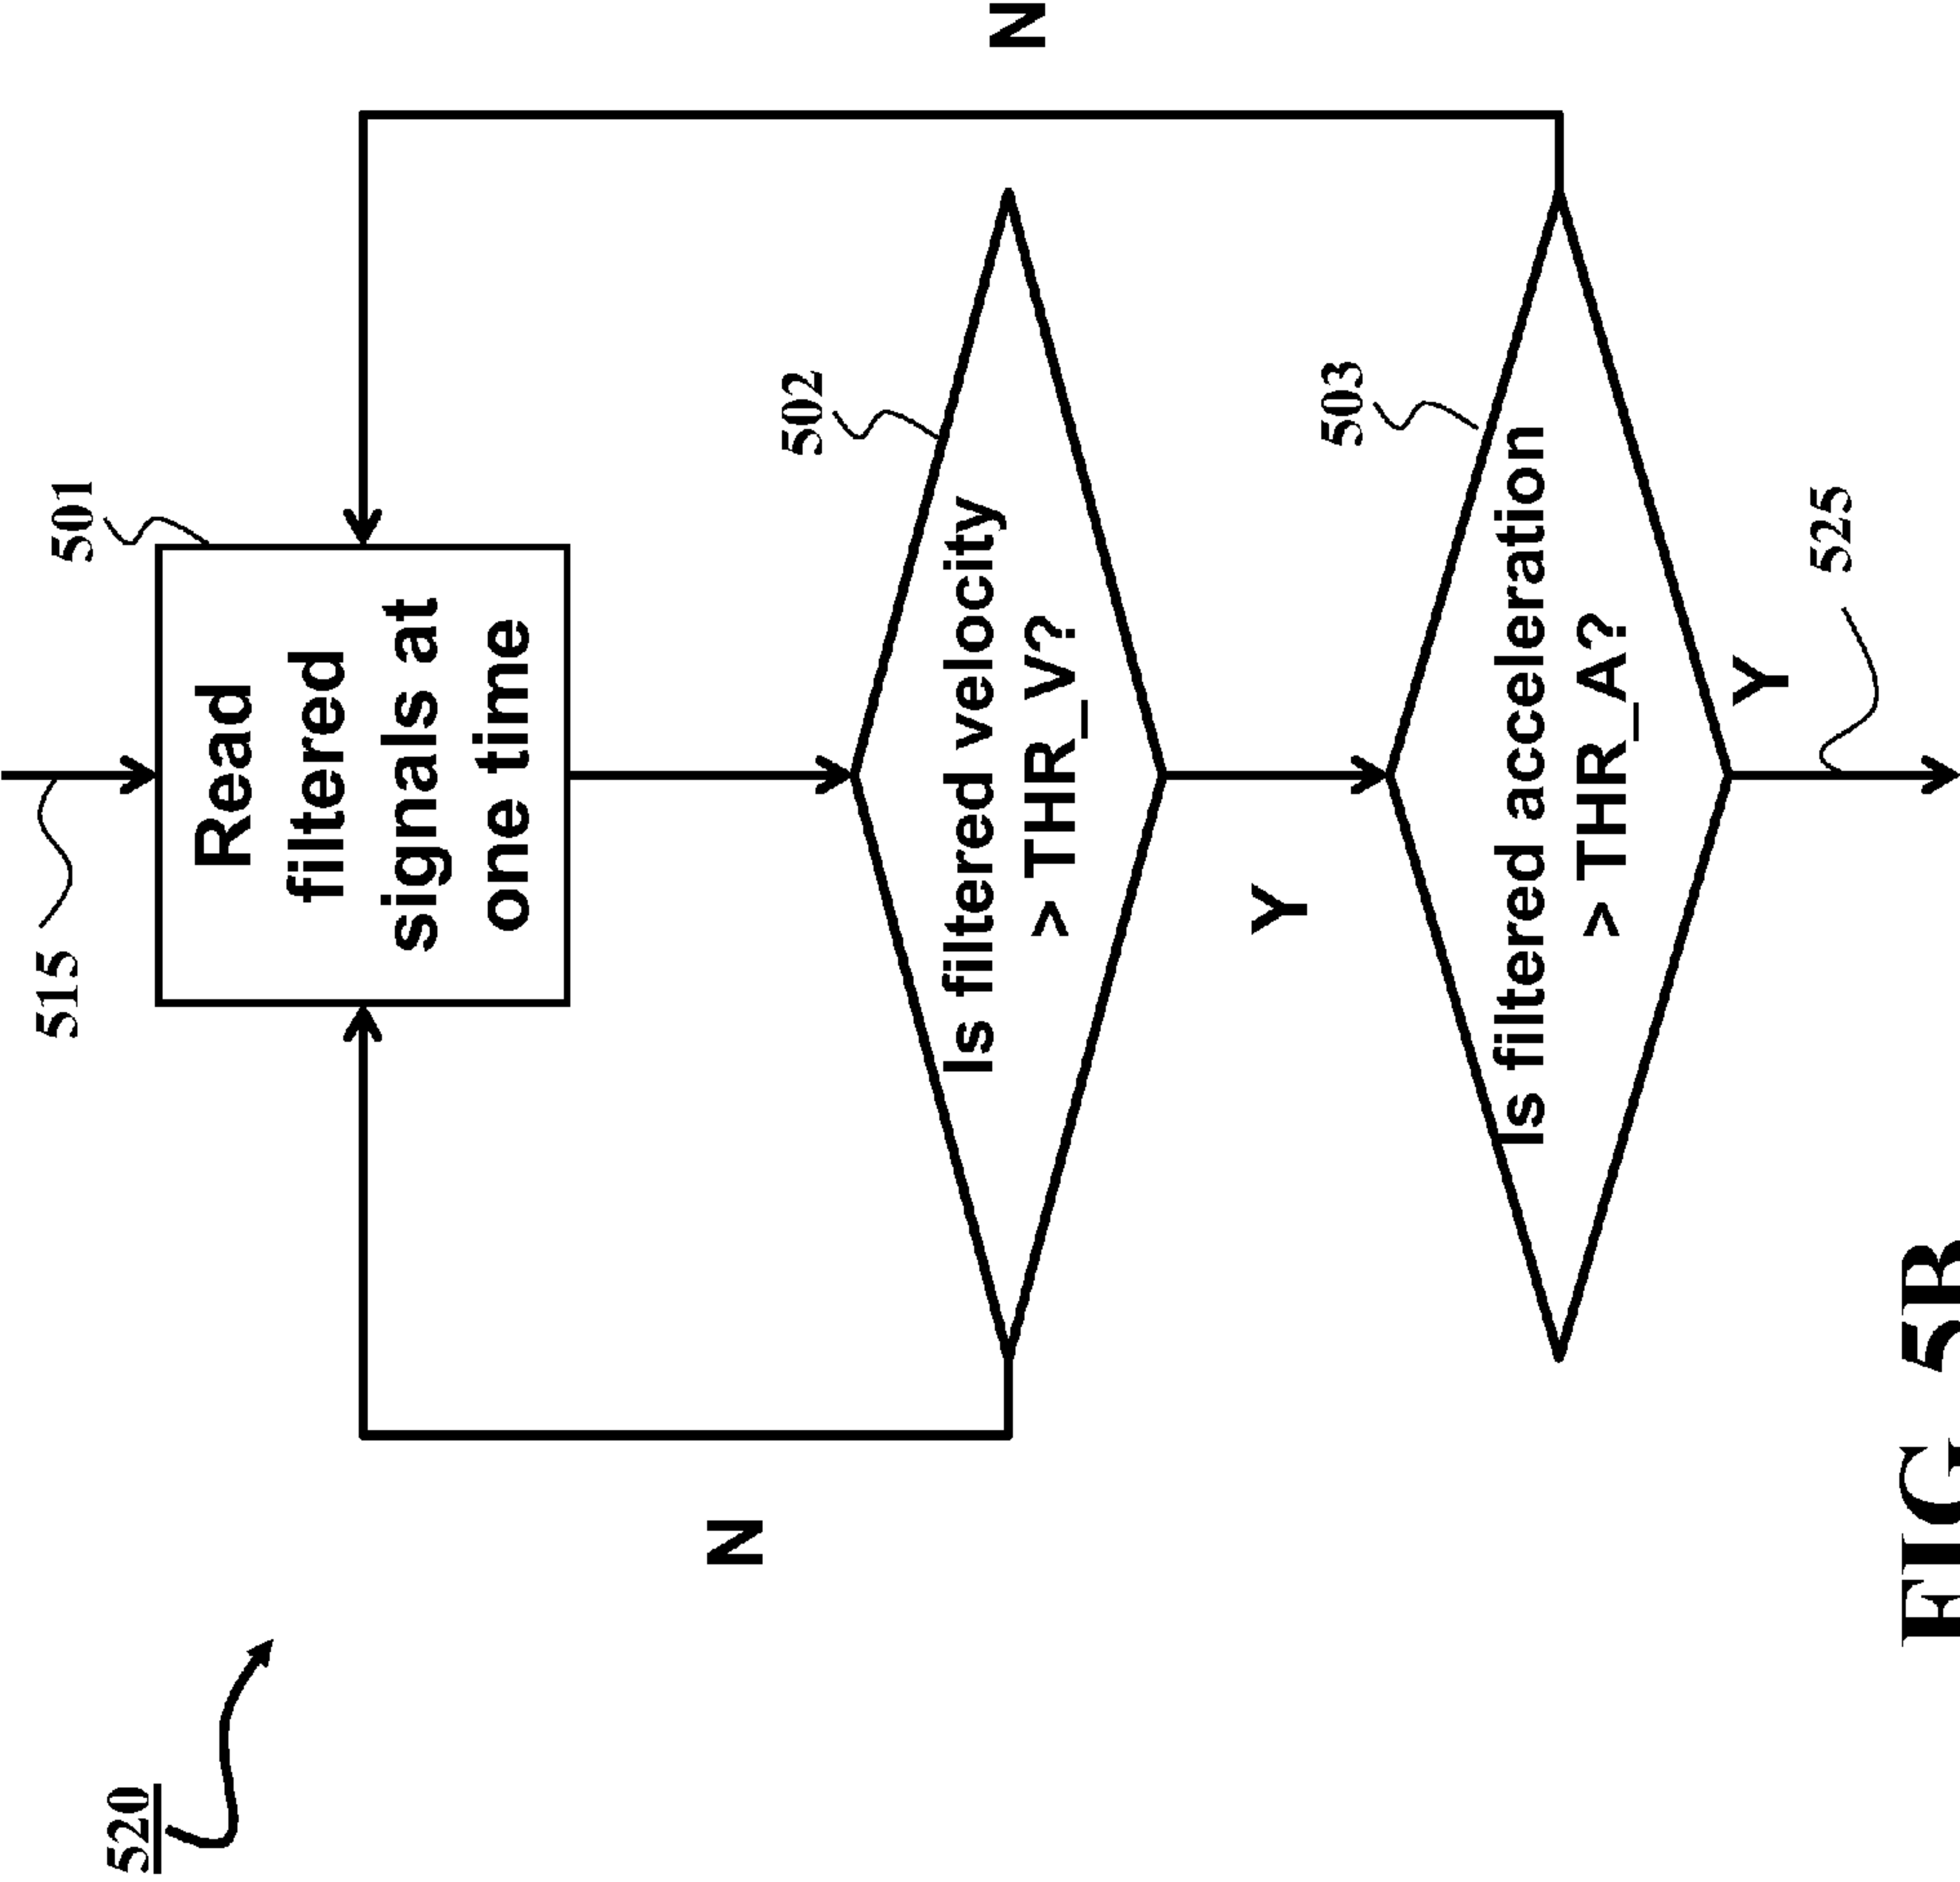 515
501
520
Read
filtered
signals at
one time
N
502
Is filtered velocity
> THR_V?
N
Y
503
Is filtered acceleration
> THR_A?
Y
525
FIG 5B